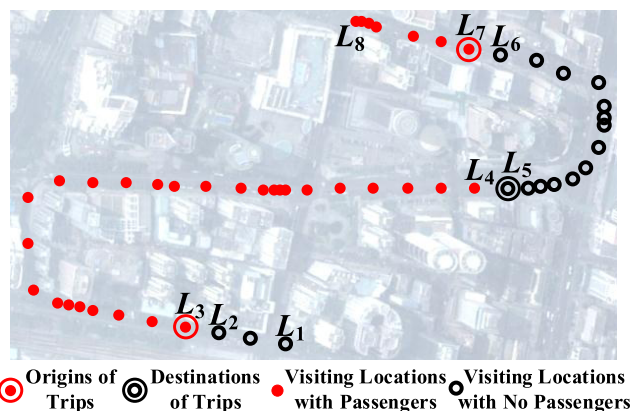 L8
L7 L6
L4 L5
L3 L2 L1
Origins of Trips
Destinations of Trips
Visiting Locations with Passengers
Visiting Locations with No Passengers